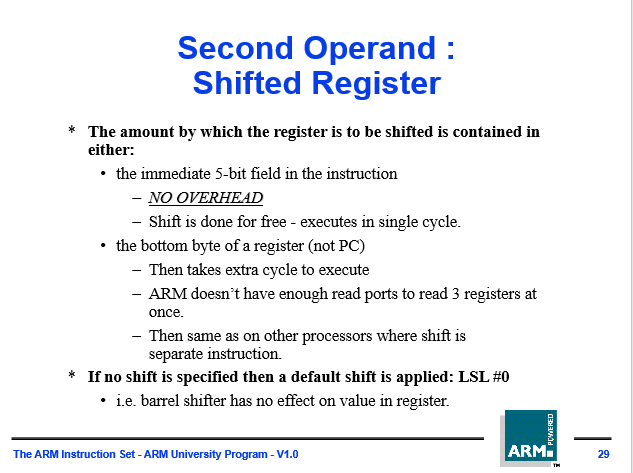 Second Operand :
Shifted Register
* The amount by which the register is to be shifted is contained in
either:
• the immediate 5-bit field in the instruction
– NO OVERHEAD
– Shift is done for free - executes in single cycle.
• the bottom byte of a register (not PC)
– Then takes extra cycle to execute
– ARM doesn’t have enough read ports to read 3 registers at
once.
– Then same as on other processors where shift is
separate instruction.
* If no shift is specified then a default shift is applied: LSL #0
• i.e. barrel shifter has no effect on value in register.
The ARM Instruction Set - ARM University Program - V1.0
ARM POWERED
TM
29